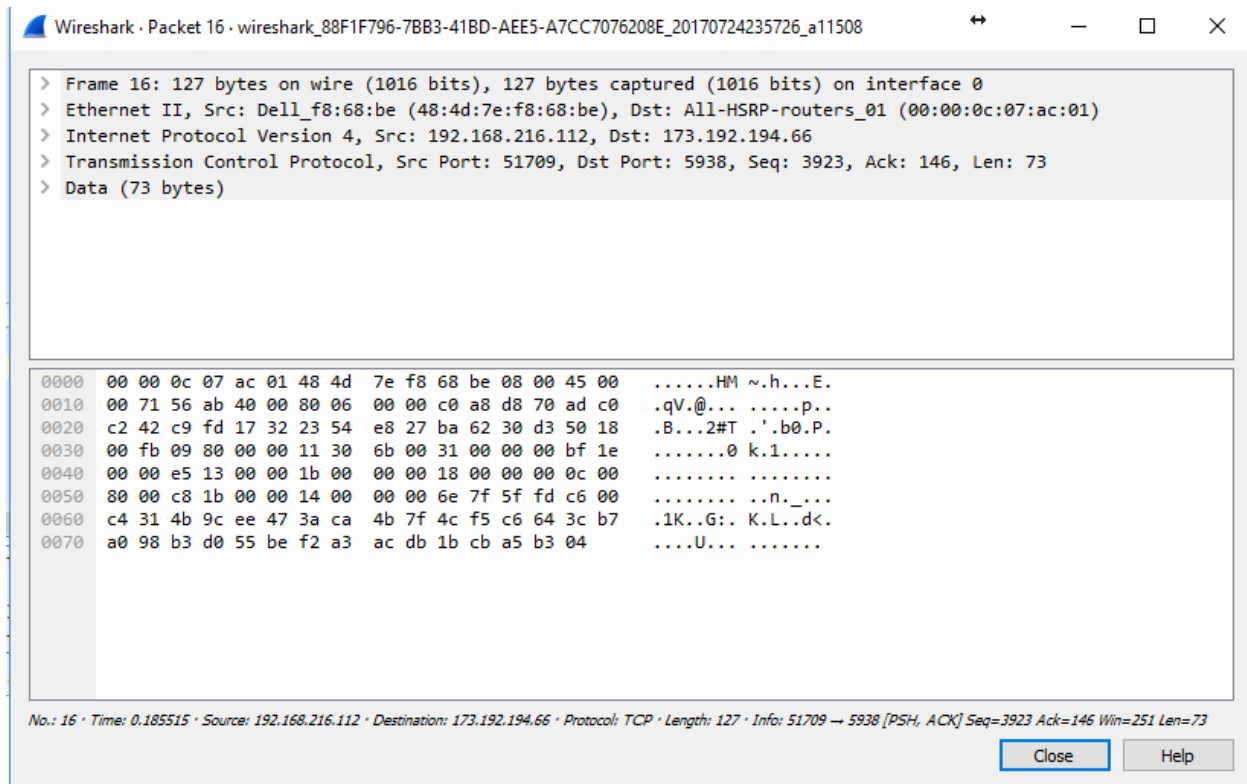 Wireshark · Packet 16 · wireshark_88F1F796-7BB3-41BD-AEE5-A7CC7076208E_20170724235726_a11508
> Frame 16: 127 bytes on wire (1016 bits), 127 bytes captured (1016 bits) on interface 0
> Ethernet II, Src: Dell_f8:68:be (48:4d:7e:f8:68:be), Dst: All-HSRP-routers_01 (00:00:0c:07:ac:01)
> Internet Protocol Version 4, Src: 192.168.216.112, Dst: 173.192.194.66
> Transmission Control Protocol, Src Port: 51709, Dst Port: 5938, Seq: 3923, Ack: 146, Len: 73
> Data (73 bytes)
0000 00 00 0c 07 ac 01 48 4d 7e f8 68 be 08 00 45 00 ......HM ~.h...E.
0010 00 71 56 ab 40 00 80 06 00 00 c0 a8 d8 70 ad c0 .qV.@... .....p..
0020 c2 42 c9 fd 17 32 23 54 e8 27 ba 62 30 d3 50 18 .B...2#T .'.b0.P.
0030 00 fb 09 80 00 00 11 30 6b 00 31 00 00 00 bf 1e .......0 k.1.....
0040 00 00 e5 13 00 00 1b 00 00 00 18 00 00 00 0c 00 ........ ........
0050 80 00 c8 1b 00 00 14 00 00 00 6e 7f 5f fd c6 00 ........ ..n._...
0060 c4 31 4b 9c ee 47 3a ca 4b 7f 4c f5 c6 64 3c b7 .1K..G:. K.L..d<.
0070 a0 98 b3 d0 55 be f2 a3 ac db 1b cb a5 b3 04 ....U... .......
No.: 16 · Time: 0.185515 · Source: 192.168.216.112 · Destination: 173.192.194.66 · Protocol: TCP · Length: 127 · Info: 51709 → 5938 [PSH, ACK] Seq=3923 Ack=146 Win=251 Len=73
Close Help